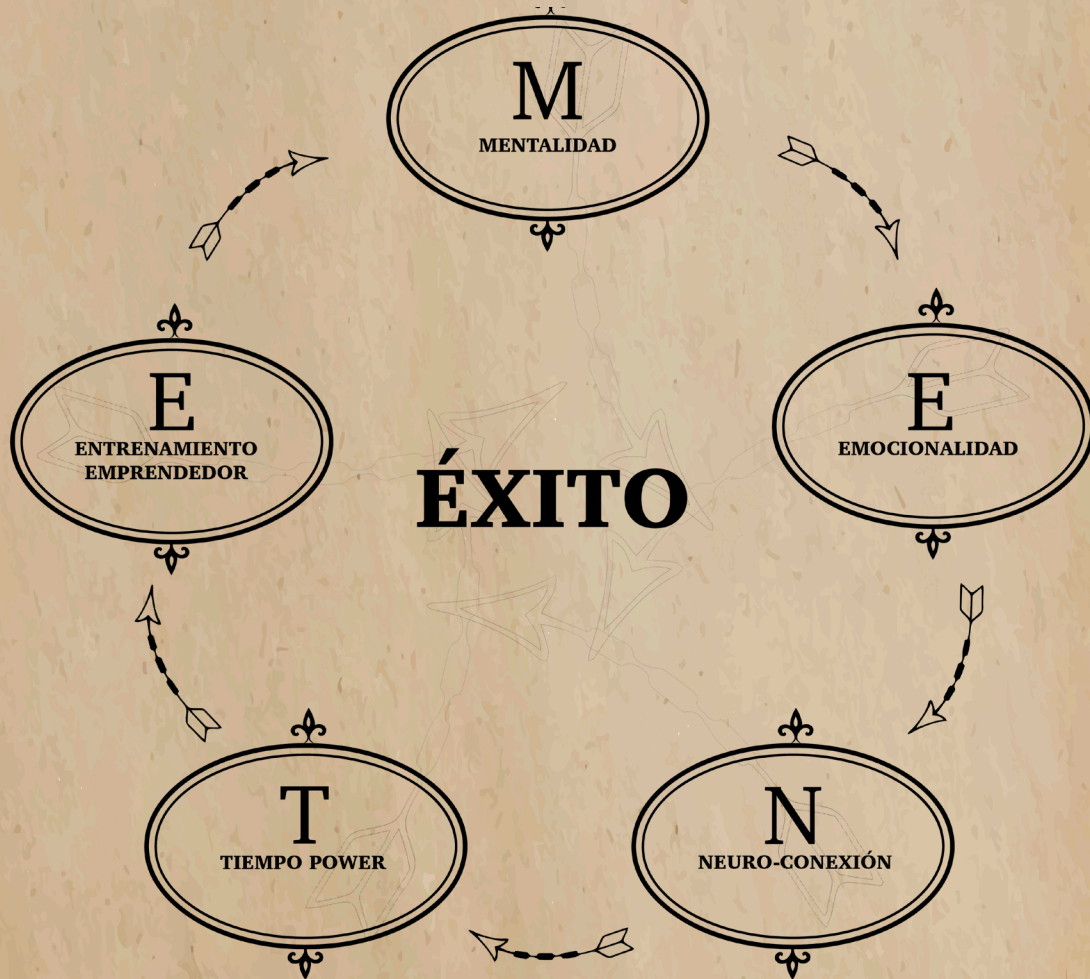 M
MENTALIDAD
E
EMOCIONALIDAD
N
NEURO-CONEXIÓN
T
TIEMPO POWER
E
ENTRENAMIENTO
EMPRENDEDOR
ÉXITO